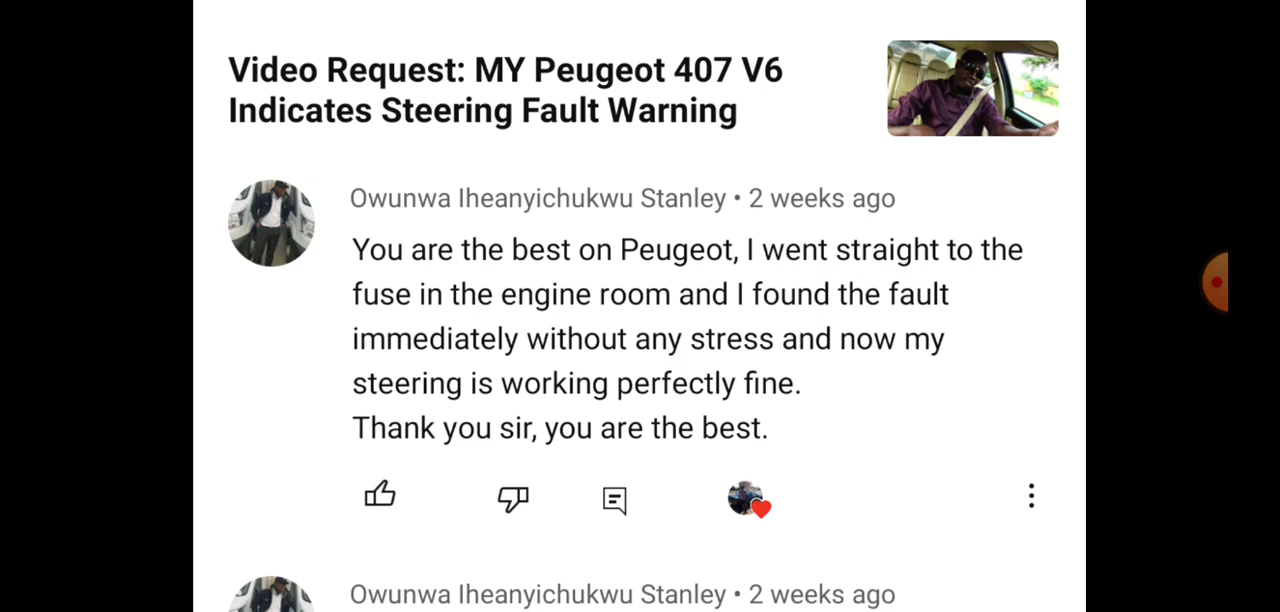 Video Request: MY Peugeot 407 V6
Indicates Steering Fault Warning
Owunwa Iheanyichukwu Stanley • 2 weeks ago
You are the best on Peugeot, I went straight to the
fuse in the engine room and I found the fault
immediately without any stress and now my
steering is working perfectly fine.
Thank you sir, you are the best.
Owunwa Iheanyichukwu Stanley • 2 weeks ago